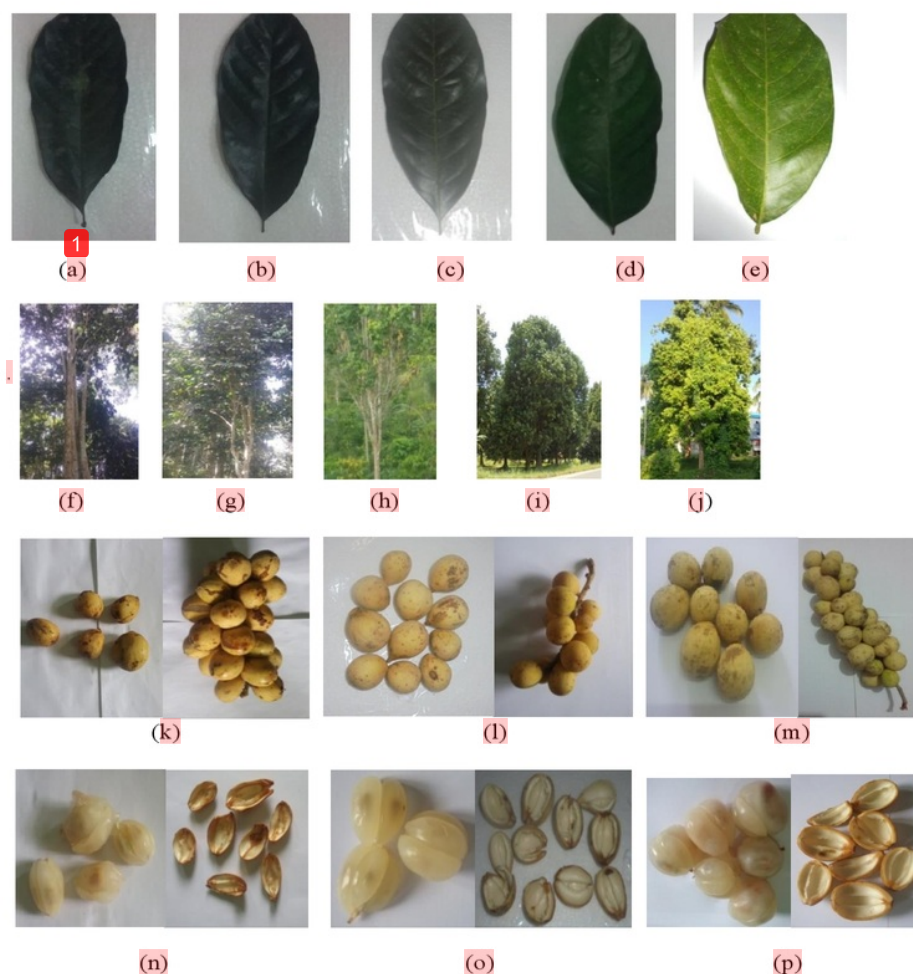 1
(a) (b) (c) (d) (e)
.
(f) (g) (h) (i) (j)
(k) (l) (m)
(n) (o) (p)